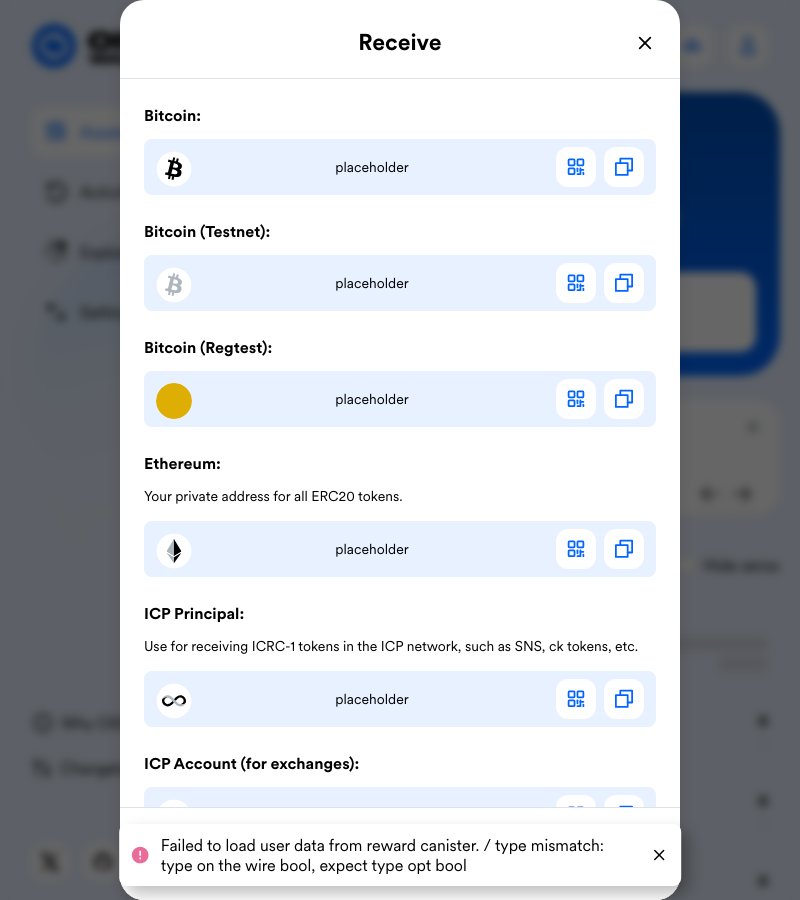 Receive
Bitcoin:
placeholder
Bitcoin (Testnet):
placeholder
Bitcoin (Regtest):
placeholder
Ethereum:
Your private address for all ERC20 tokens.
placeholder
ICP Principal:
Use for receiving ICRC-1 tokens in the ICP network, such as SNS, ck tokens, etc.
placeholder
ICP Account (for exchanges):
Failed to load user data from reward canister. / type mismatch:
type on the wire bool, expect type opt bool